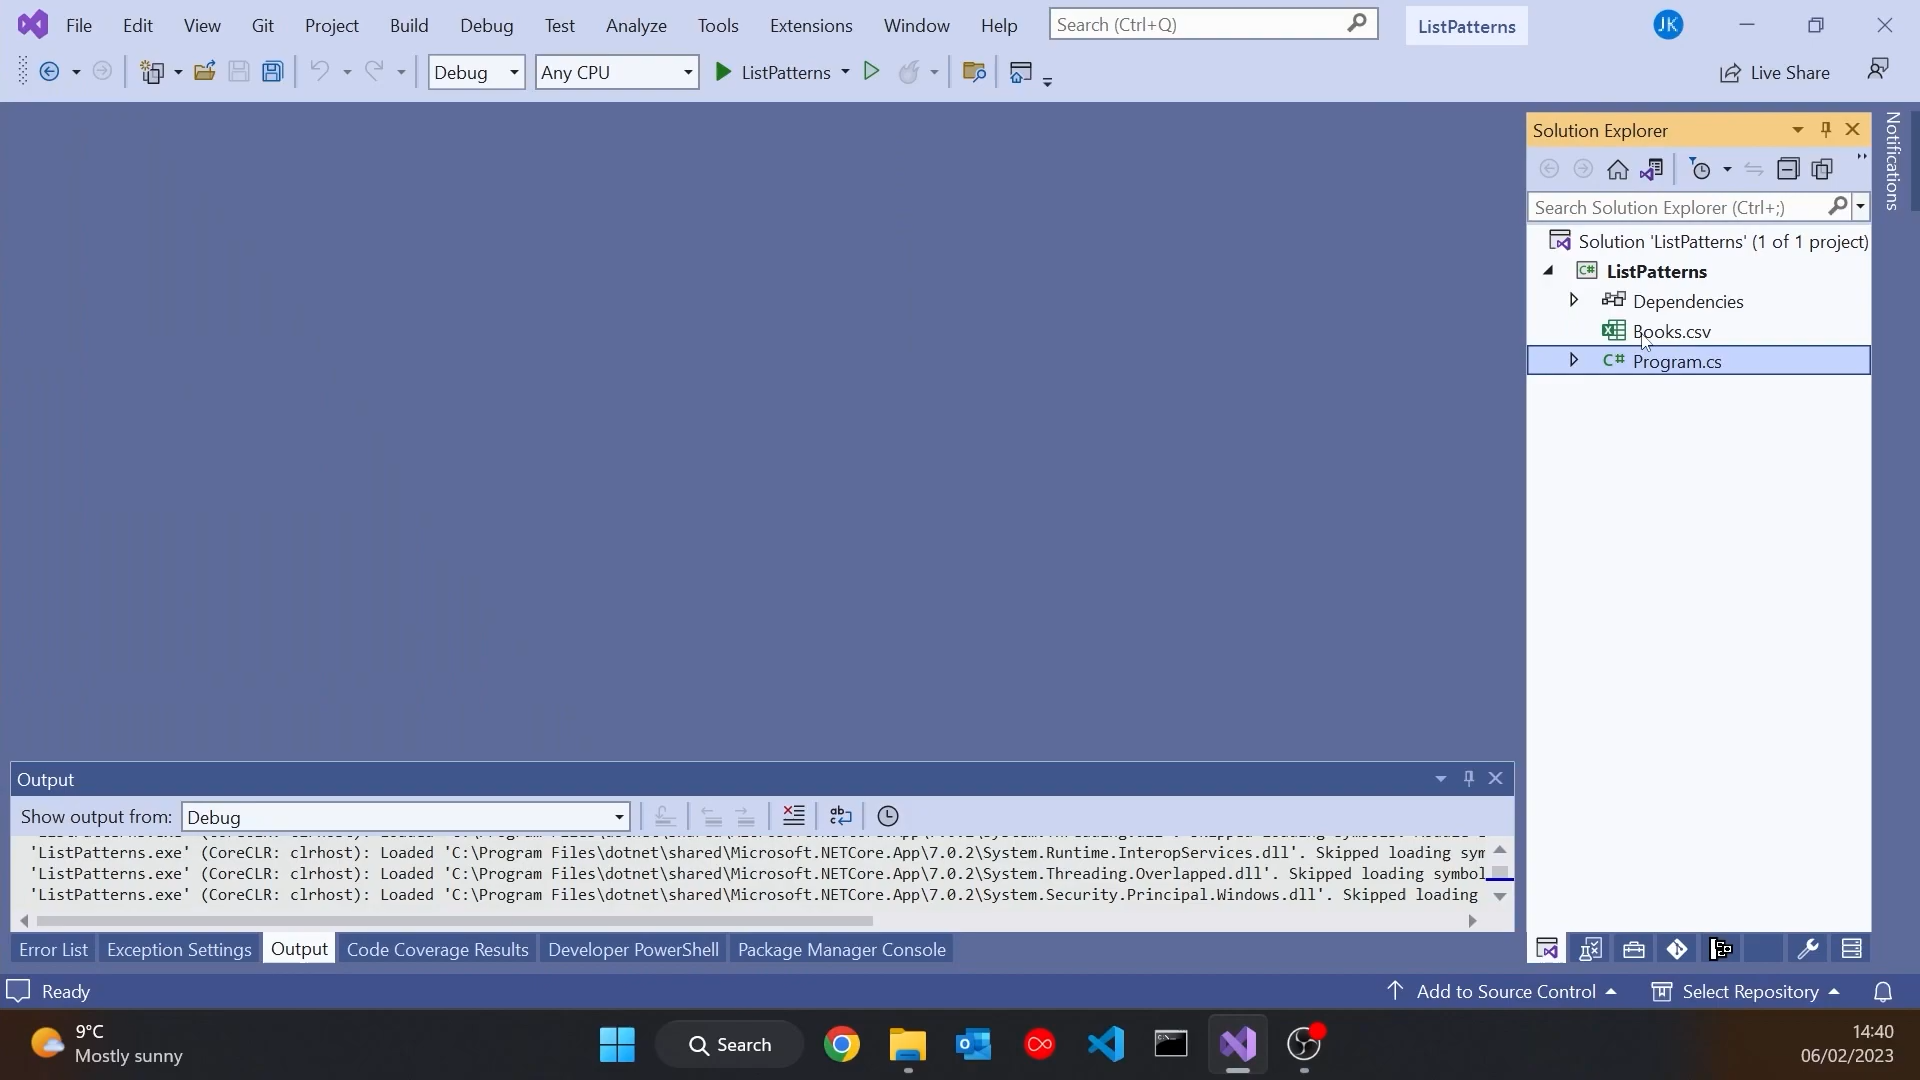 File Edit View Git Project Build Debug Test Analyze Tools Extensions Window Help Search (Ctrl+Q) ListPatterns JK
Debug Any CPU ListPatterns Live Share
Notifications
Solution Explorer
Search Solution Explorer (Ctrl+;)
Solution 'ListPatterns' (1 of 1 project)
C# ListPatterns
Dependencies
Books.csv
C# Program.cs
Output
Show output from: Debug
'ListPatterns.exe' (CoreCLR: clrhost): Loaded 'C:\Program Files\dotnet\shared\Microsoft.NETCore.App\7.0.2\System.Runtime.InteropServices.dll'. Skipped loading sym
'ListPatterns.exe' (CoreCLR: clrhost): Loaded 'C:\Program Files\dotnet\shared\Microsoft.NETCore.App\7.0.2\System.Threading.Overlapped.dll'. Skipped loading symbol
'ListPatterns.exe' (CoreCLR: clrhost): Loaded 'C:\Program Files\dotnet\shared\Microsoft.NETCore.App\7.0.2\System.Security.Principal.Windows.dll'. Skipped loading
Error List Exception Settings Output Code Coverage Results Developer PowerShell Package Manager Console
Ready Add to Source Control Select Repository
9°C
Mostly sunny
Search
14:40
06/02/2023